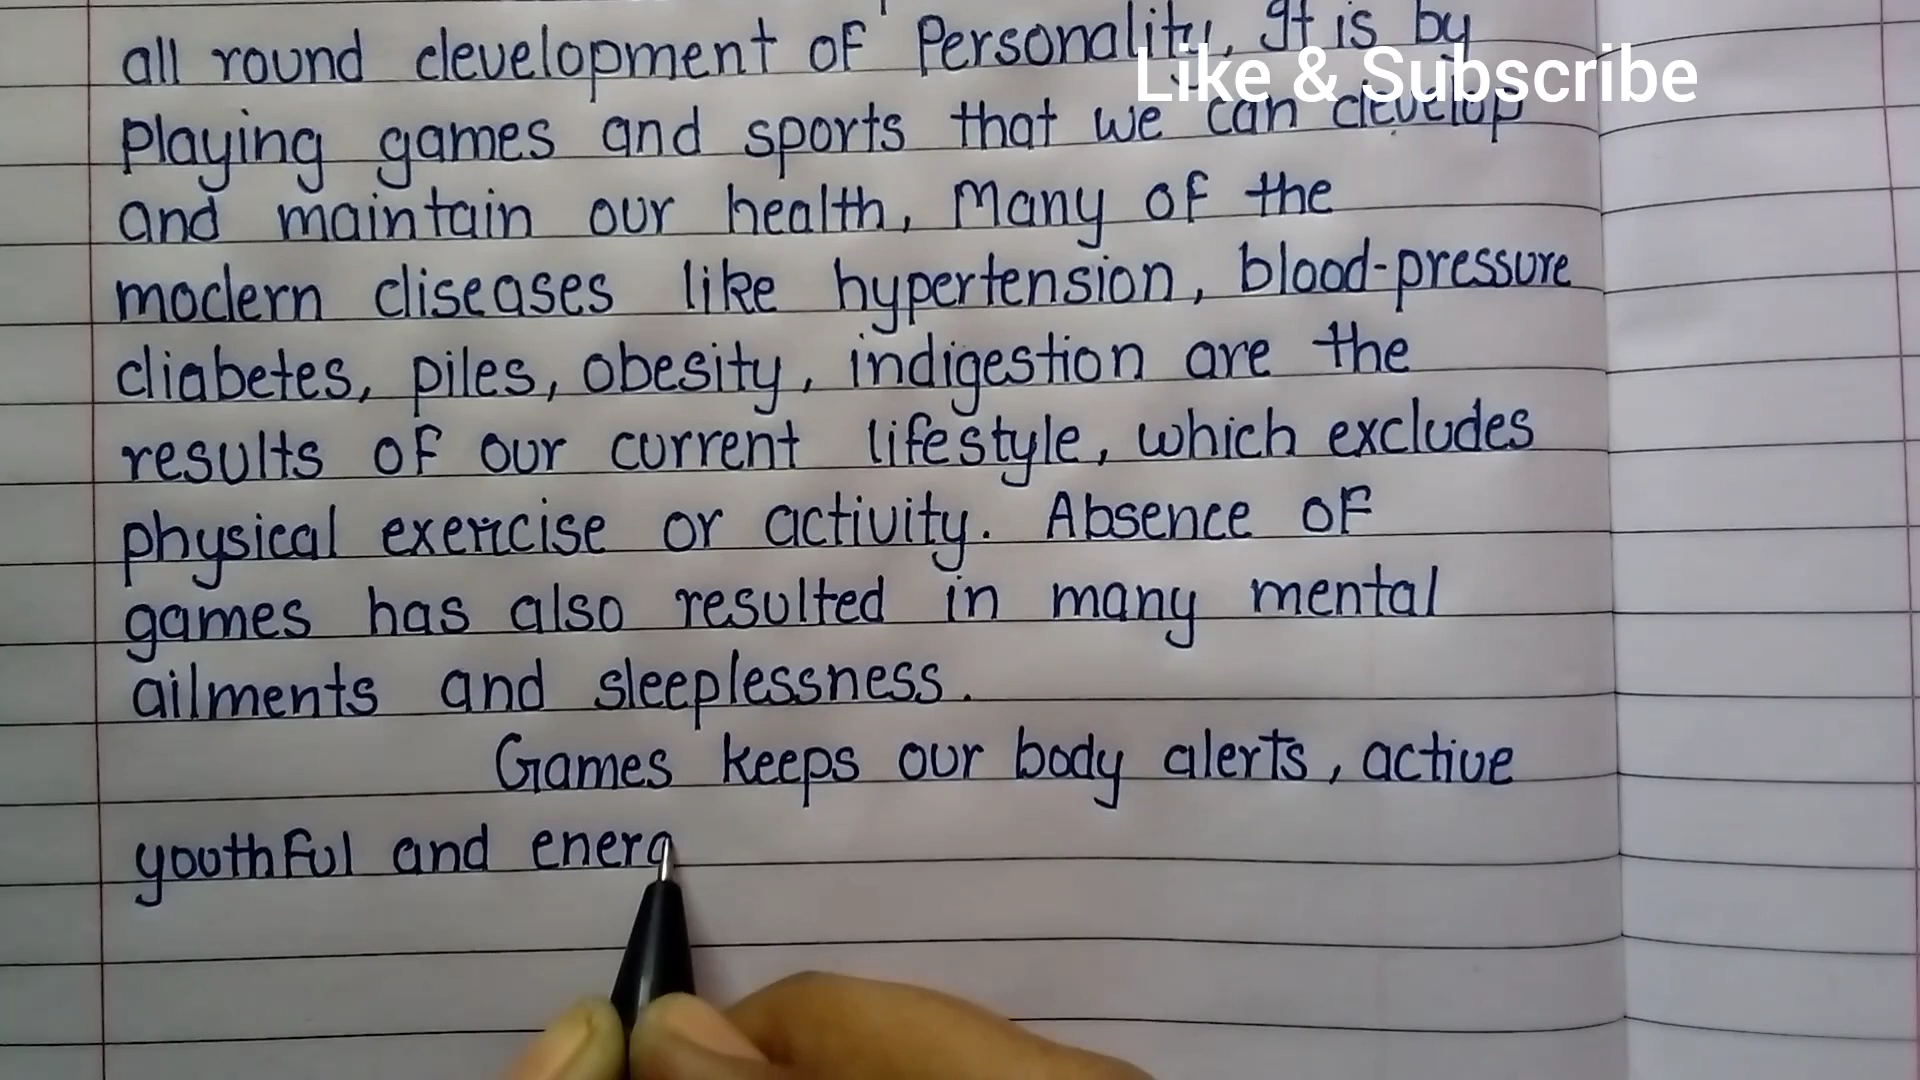 all round development of Personality, It is by
Like & Subscribe
playing games and sports that we can develop
and maintain our health, Many of the
modern diseases like hypertension, blood-pressure
diabetes, piles, obesity, indigestion are the
results of our current lifestyle, which excludes
physical exercise or activity. Absence of
games has also resulted in many mental
ailments and sleeplessness.
Games keeps our body alerts, active
youthful and energ